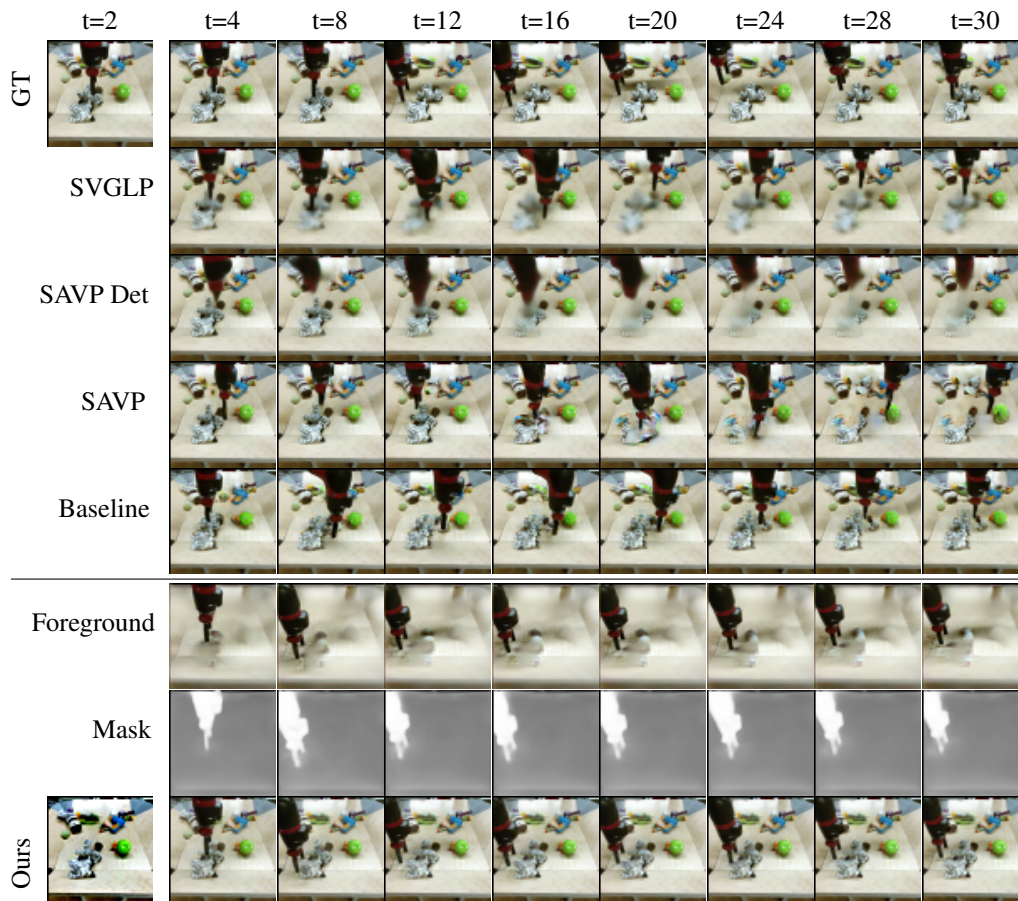 t=2 t=4 t=8 t=12 t=16 t=20 t=24 t=28 t=30
GT
SVGLP
SAVP Det
SAVP
Baseline
Foreground
Mask
Ours